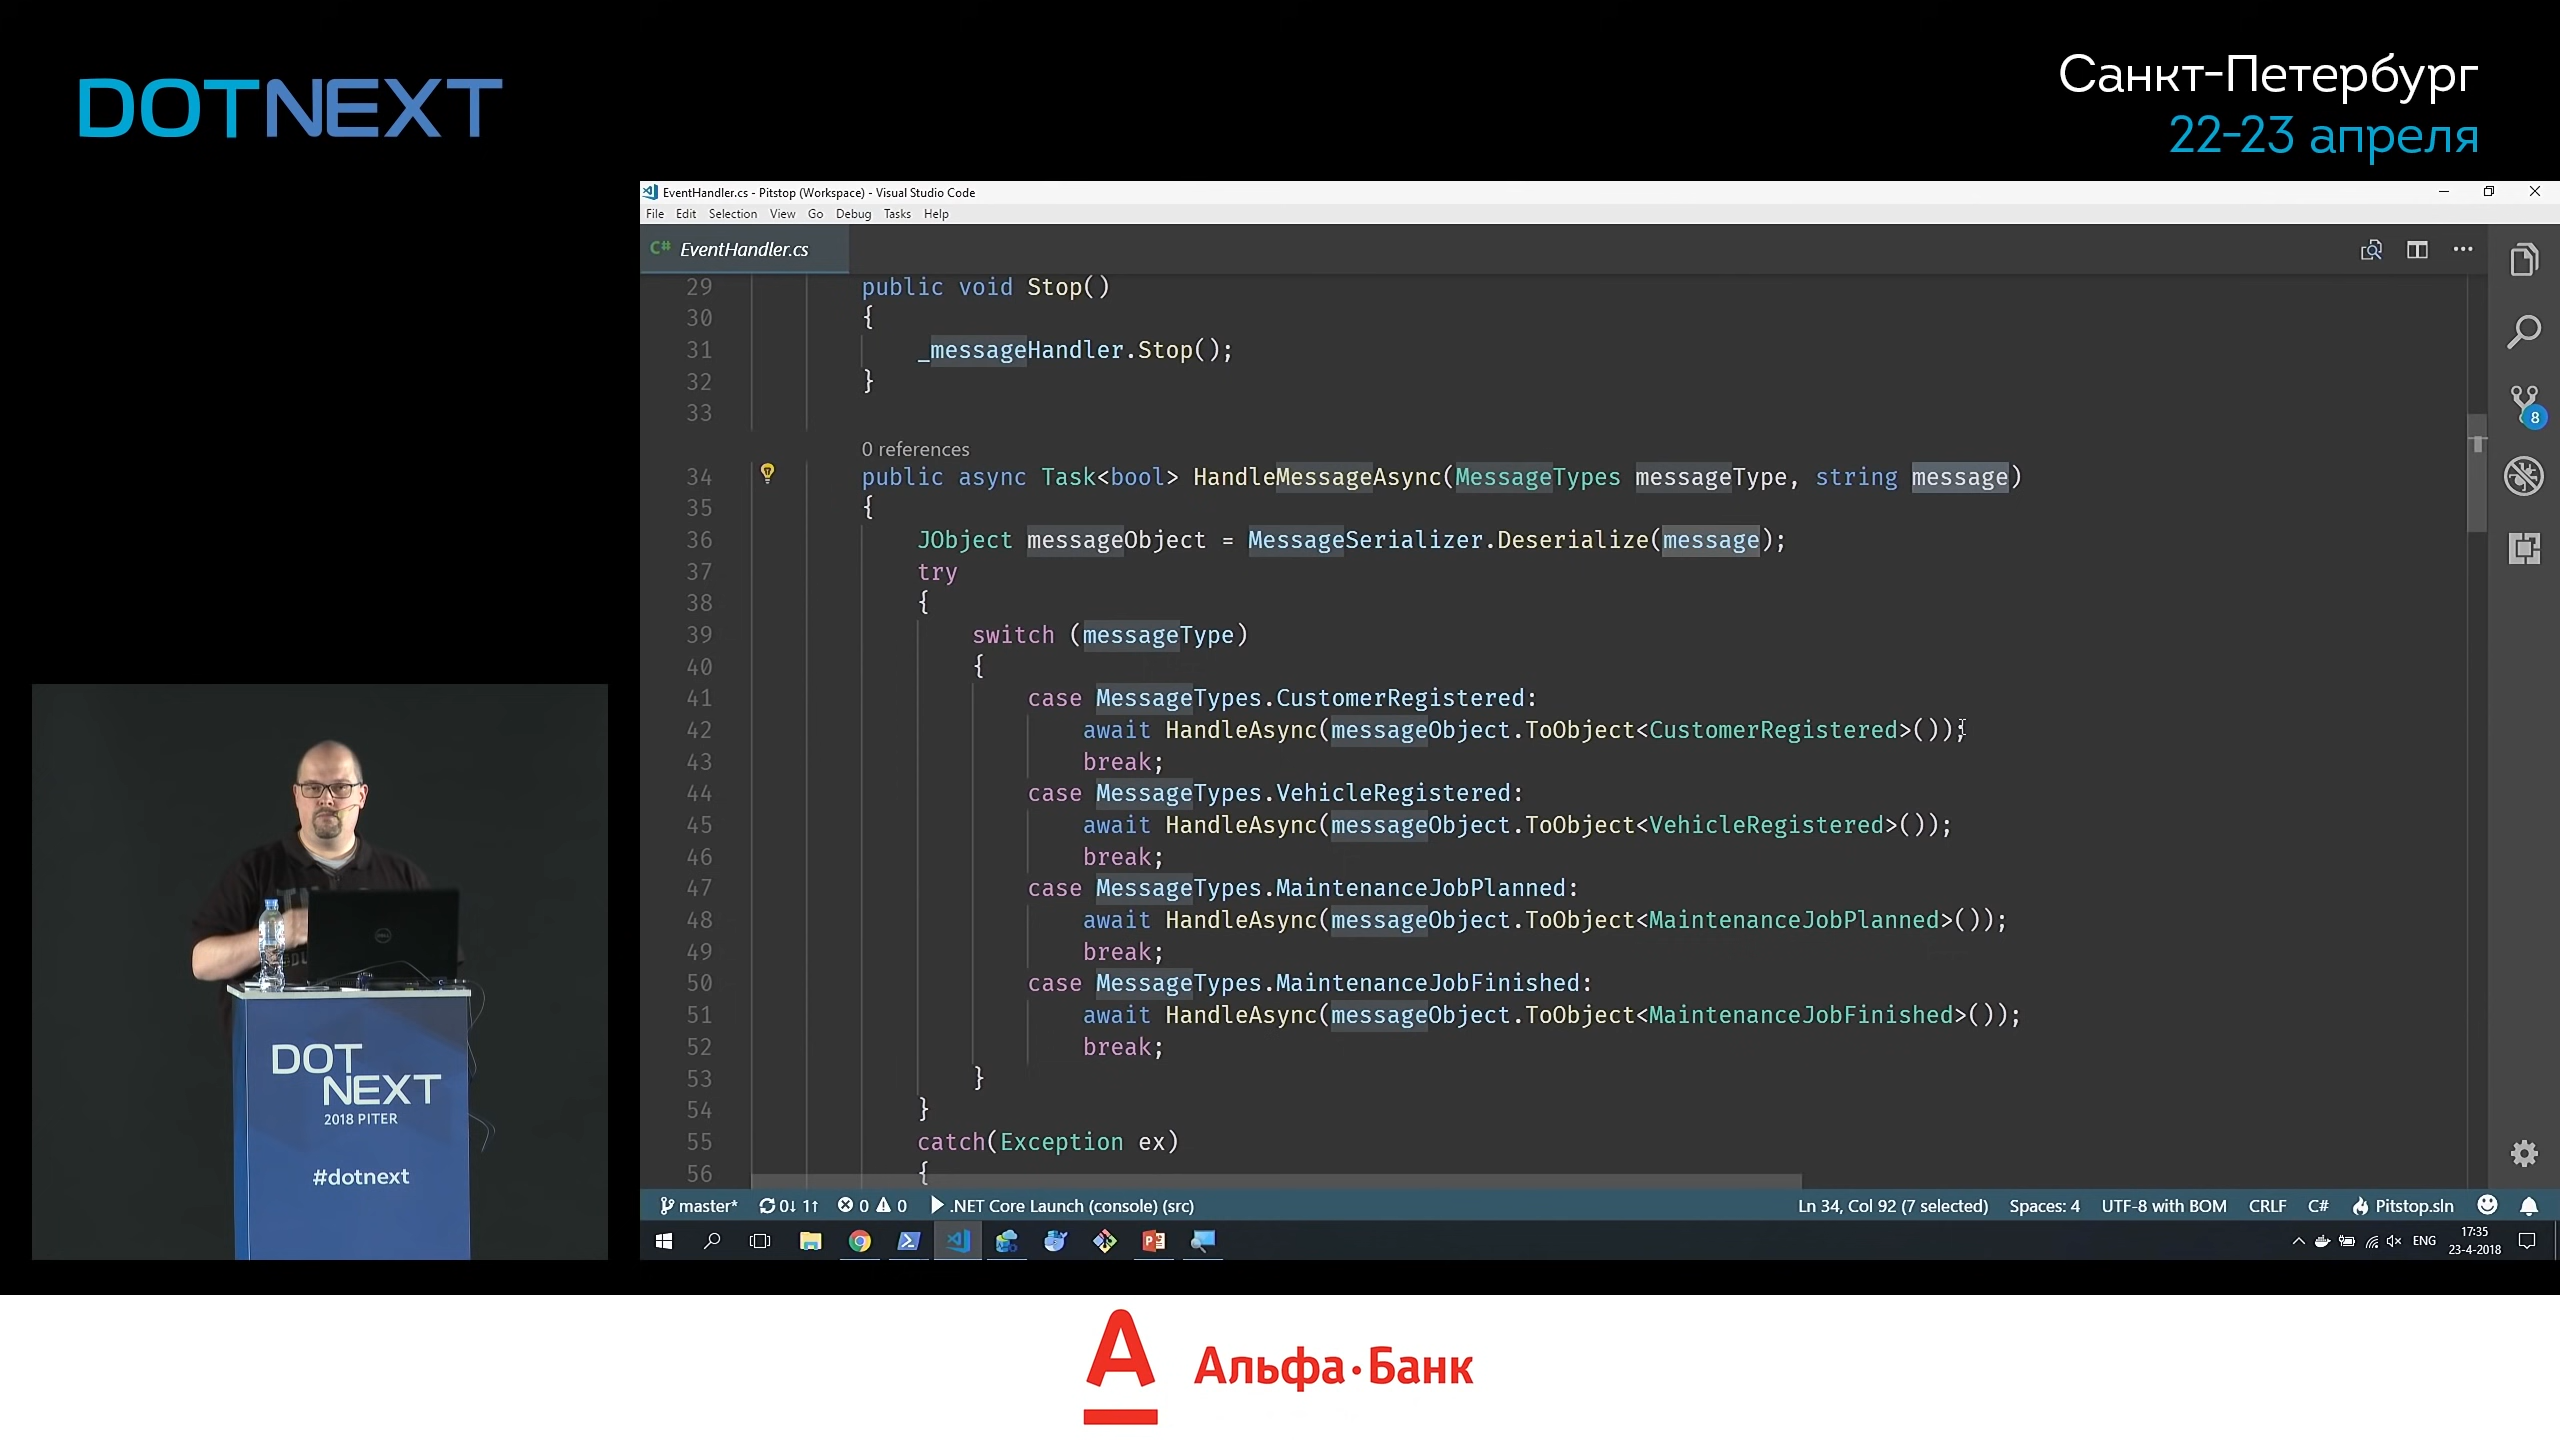 DOTNEXT
Санкт-Петербург
22-23 апреля
EventHandler.cs - Pitstop (Workspace) - Visual Studio Code
File Edit Selection View Go Debug Tasks Help
C# EventHandler.cs
29 public void Stop()
30 {
31 _messageHandler.Stop();
32 }
33
0 references
34 public async Task<bool> HandleMessageAsync(MessageTypes messageType, string message)
35 {
36 JObject messageObject = MessageSerializer.Deserialize(message);
37 try
38 {
39 switch (messageType)
40 {
41 case MessageTypes.CustomerRegistered:
42 await HandleAsync(messageObject.ToObject<CustomerRegistered>());
43 break;
44 case MessageTypes.VehicleRegistered:
45 await HandleAsync(messageObject.ToObject<VehicleRegistered>());
46 break;
47 case MessageTypes.MaintenanceJobPlanned:
48 await HandleAsync(messageObject.ToObject<MaintenanceJobPlanned>());
49 break;
50 case MessageTypes.MaintenanceJobFinished:
51 await HandleAsync(messageObject.ToObject<MaintenanceJobFinished>());
52 break;
53 }
54 }
55 catch(Exception ex)
56 {
8
master* 0↓ 1↑ 0 0 .NET Core Launch (console) (src) Ln 34, Col 92 (7 selected) Spaces: 4 UTF-8 with BOM CRLF C# Pitstop.sln
ENG 17:35
23-4-2018
DELL
DOT
NEXT
2018 PITER
#dotnext
А Альфа·Банк